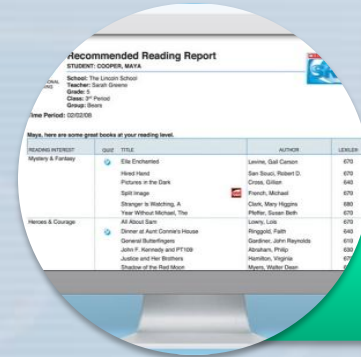 Recommended Reading Report
STUDENT: COOPER, MAYA
School: The Lincoln School
Teacher: Sarah Greene
Grade: 5
Class: 3rd Period
Group: Bears
Time Period: 02/02/08
Maya, here are some great books at your reading level.
READING INTEREST QUIZ TITLE AUTHOR LEXILE
Mystery & Fantasy Elle Enchanted Levine, Gail Carson 670
Hired Hand San Souci, Robert D. 670
Pictures in the Dark Cross, Gillian 640
Split Image French, Michael 670
Stranger Is Watching, A Clark, Mary Higgins 680
Year Without Michael, The Pfeffer, Susan Beth 670
Heroes & Courage All About Sam Lowry, Lois 670
Dinner at Aunt Connie's House Ringgold, Faith 640
General Butterfingers Gardiner, John Reynolds 610
John F. Kennedy and PT109 Abraham, Philip 630
Justice and Her Brothers Hamilton, Virginia 670
Shadow of the Red Moon Myers, Walter Dean